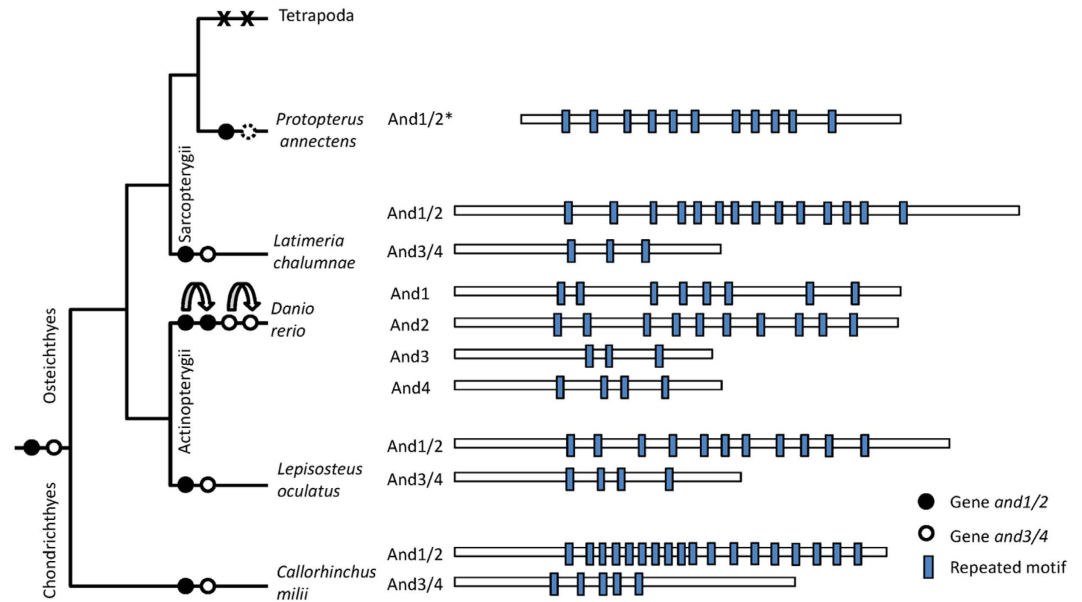 Tetrapoda
Protopterus
annectens
And1/2*
Sarcopterygii
And1/2
Latimeria
chalumnae
And3/4
Danio
rerio
And1
And2
And3
And4
Osteichthyes
Actinopterygii
And1/2
Lepisosteus
oculatus
And3/4
Chondrichthyes
And1/2
Callorhinchus
milii
And3/4
Gene and1/2
Gene and3/4
Repeated motif